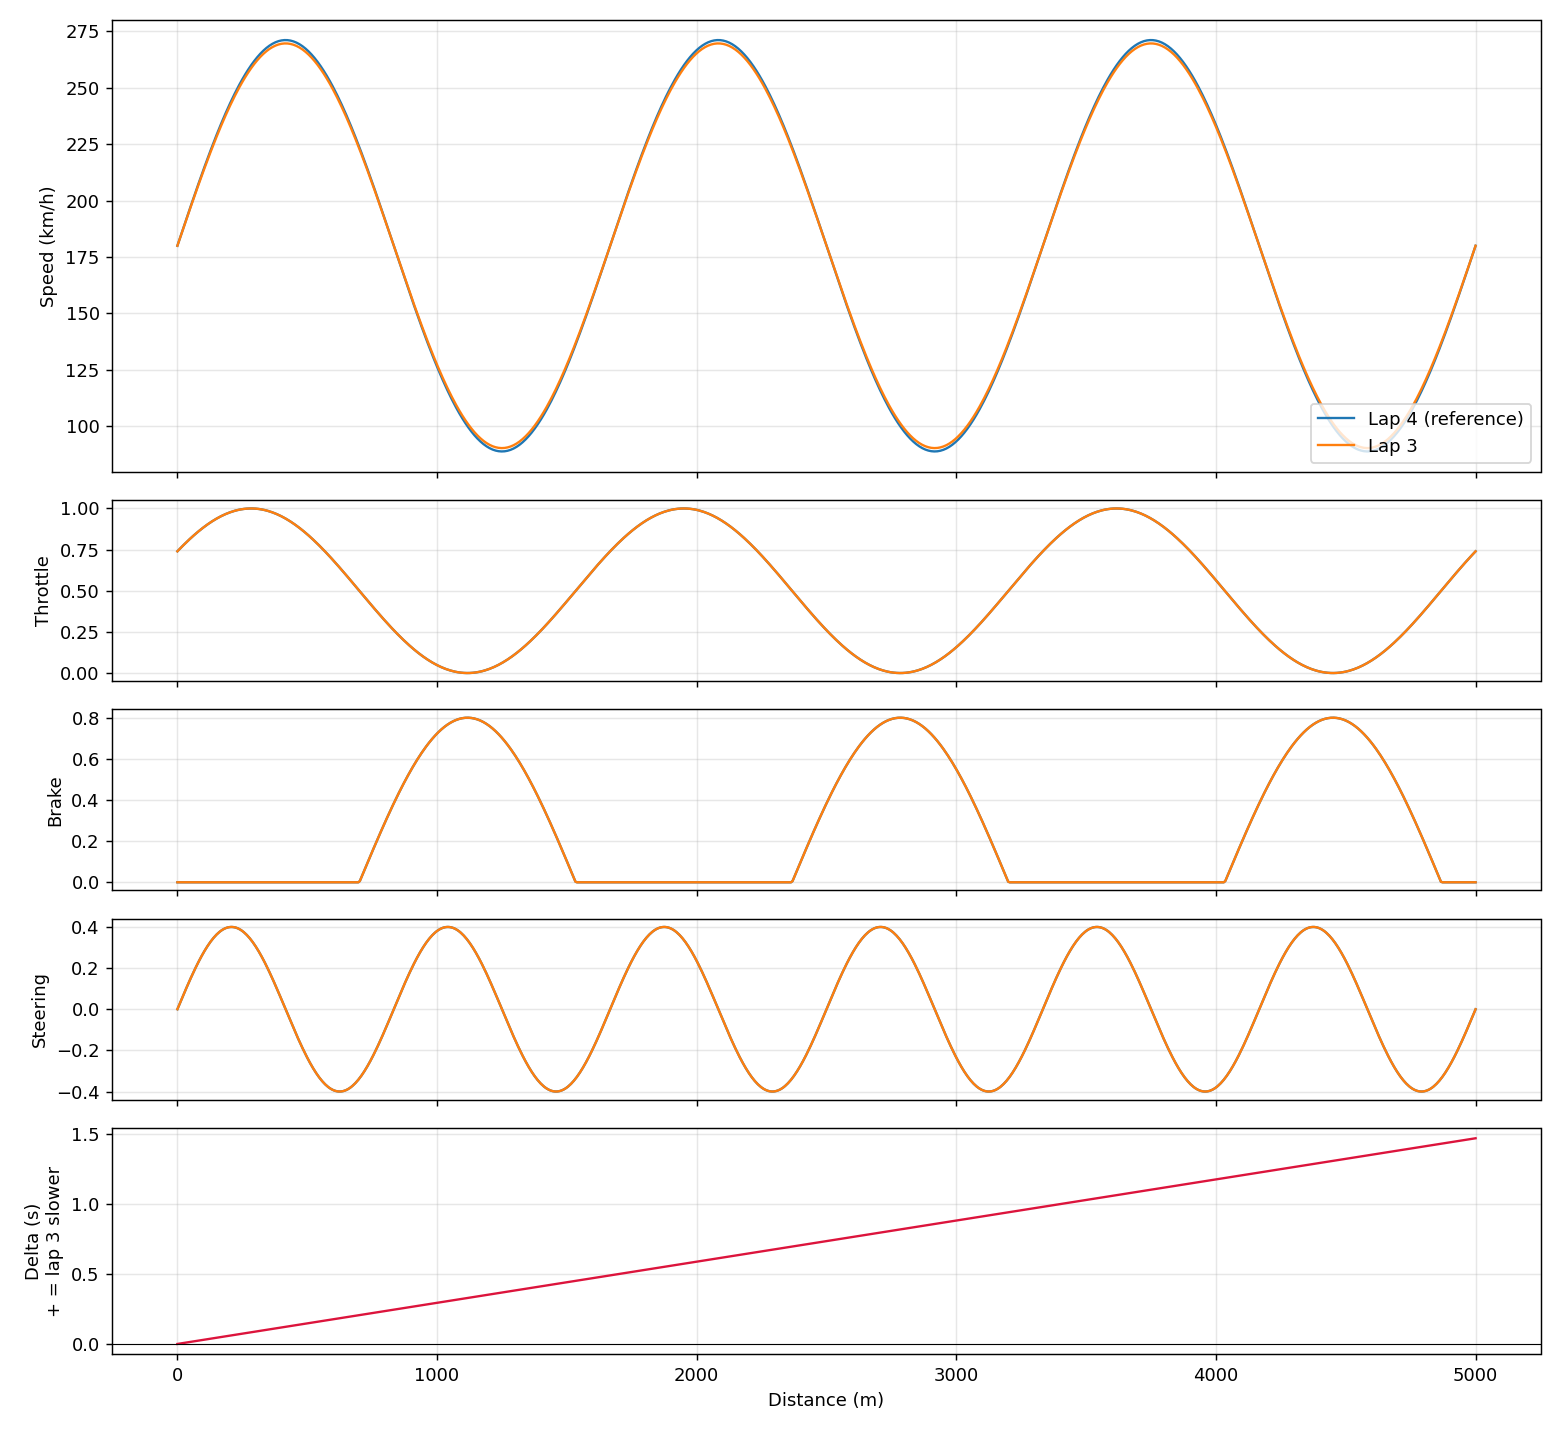 275
250
225
200
175
150
125
100
Speed (km/h)
Lap 4 (reference)
Lap 3
1.00
0.75
0.50
0.25
0.00
Throttle
0.8
0.6
0.4
0.2
0.0
Brake
0.4
0.2
0.0
−0.2
−0.4
Steering
1.5
1.0
0.5
0.0
Delta (s)
+ = lap 3 slower
0 1000 2000 3000 4000 5000
Distance (m)